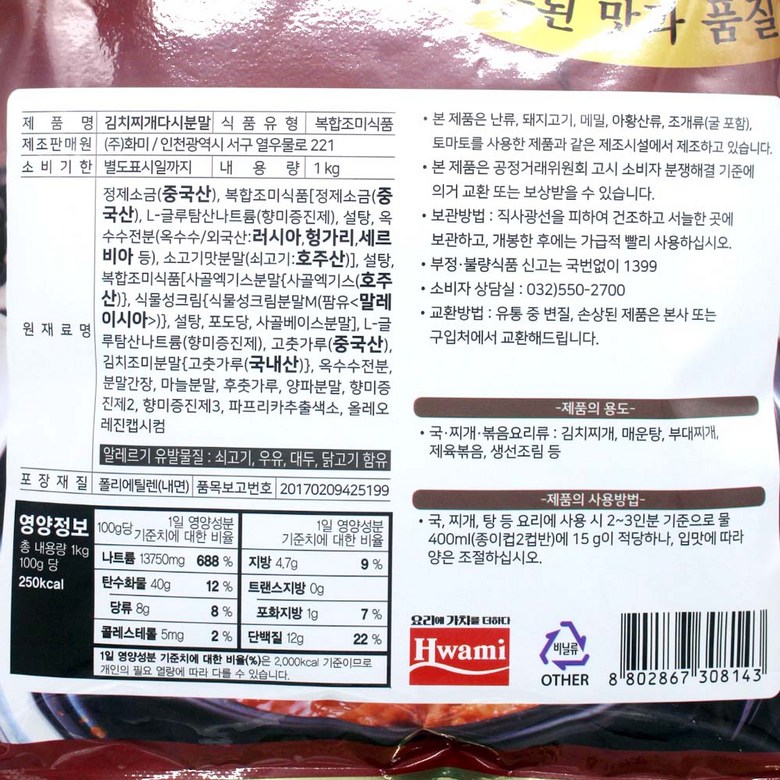 된 맛과 품질
제품명 김치찌개다시분말 식품유형 복합조미식품
제조판매원 (주)화미 / 인천광역시 서구 열우물로 221
소비기한 별도표시일까지 내용량 1 kg
원재료명
정제소금(중국산), 복합조미식품[정제소금(중
국산), L-글루탐산나트륨(향미증진제), 설탕, 옥
수수전분(옥수수/외국산:러시아,헝가리,세르
비아 등), 소고기맛분말(쇠고기:호주산)], 설탕,
복합조미식품[사골엑기스분말{사골엑기스(호주
산)}, 식물성크림{식물성크림분말M(팜유<말레
이시아>)}, 설탕, 포도당, 사골베이스분말], L-글
루탐산나트륨(향미증진제), 고춧가루(중국산),
김치조미분말{고춧가루(국내산)}, 옥수수전분,
분말간장, 마늘분말, 후춧가루, 양파분말, 향미증
진제2, 향미증진제3, 파프리카추출색소, 올레오
레진캡시컴
알레르기 유발물질 : 쇠고기, 우유, 대두, 닭고기 함유
포장재질 폴리에틸렌(내면) 품목보고번호 20170209425199
영양정보
총 내용량 1kg
100g 당
250kcal
100g당 1일 영양성분 기준치에 대한 비율
1일 영양성분 기준치에 대한 비율
나트륨 13750mg 688 % 지방 4.7g 9 %
탄수화물 40g 12 % 트랜스지방 0g
당류 8g 8 % 포화지방 1g 7 %
콜레스테롤 5mg 2 % 단백질 12g 22 %
1일 영양성분 기준치에 대한 비율(%)은 2,000kcal 기준이므로
개인의 필요 열량에 따라 다를 수 있습니다.
• 본 제품은 난류, 돼지고기, 메밀, 아황산류, 조개류(굴 포함),
토마토를 사용한 제품과 같은 제조시설에서 제조하고 있습니다.
• 본 제품은 공정거래위원회 고시 소비자 분쟁해결 기준에
의거 교환 또는 보상받을 수 있습니다.
• 보관방법 : 직사광선을 피하여 건조하고 서늘한 곳에
보관하고, 개봉한 후에는 가급적 빨리 사용하십시오.
• 부정·불량식품 신고는 국번없이 1399
• 소비자 상담실 : 032)550-2700
• 교환방법 : 유통 중 변질, 손상된 제품은 본사 또는
구입처에서 교환해드립니다.
-제품의 용도-
• 국·찌개·볶음요리류 : 김치찌개, 매운탕, 부대찌개,
제육볶음, 생선조림 등
-제품의 사용방법-
• 국, 찌개, 탕 등 요리에 사용 시 2~3인분 기준으로 물
400ml(종이컵2컵반)에 15 g이 적당하나, 입맛에 따라
양은 조절하십시오.
요리에 가치를 더하다
Hwami
비닐류
OTHER
8 802867 308143